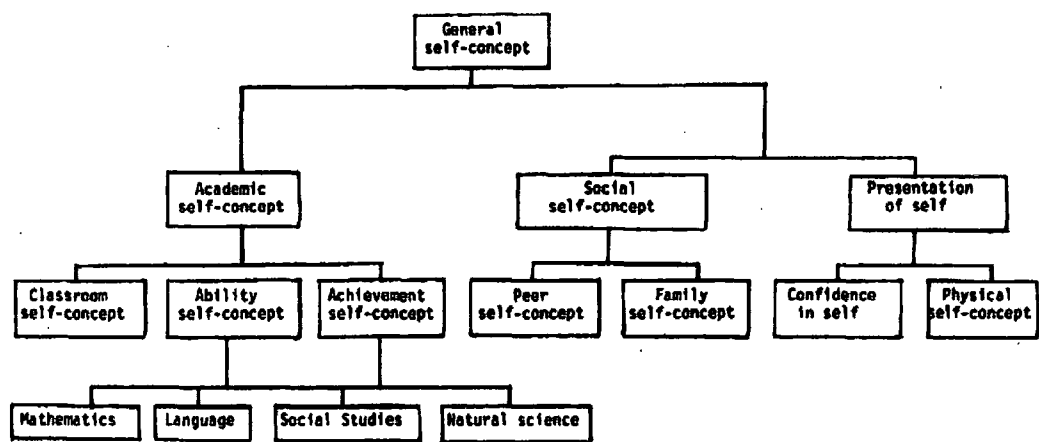 General
self-concept
Academic
self-concept
Social
self-concept
Presentation
of self
Classroom
self-concept
Ability
self-concept
Achievement
self-concept
Peer
self-concept
Family
self-concept
Confidence
in self
Physical
self-concept
Mathematics
Language
Social Studies
Natural science